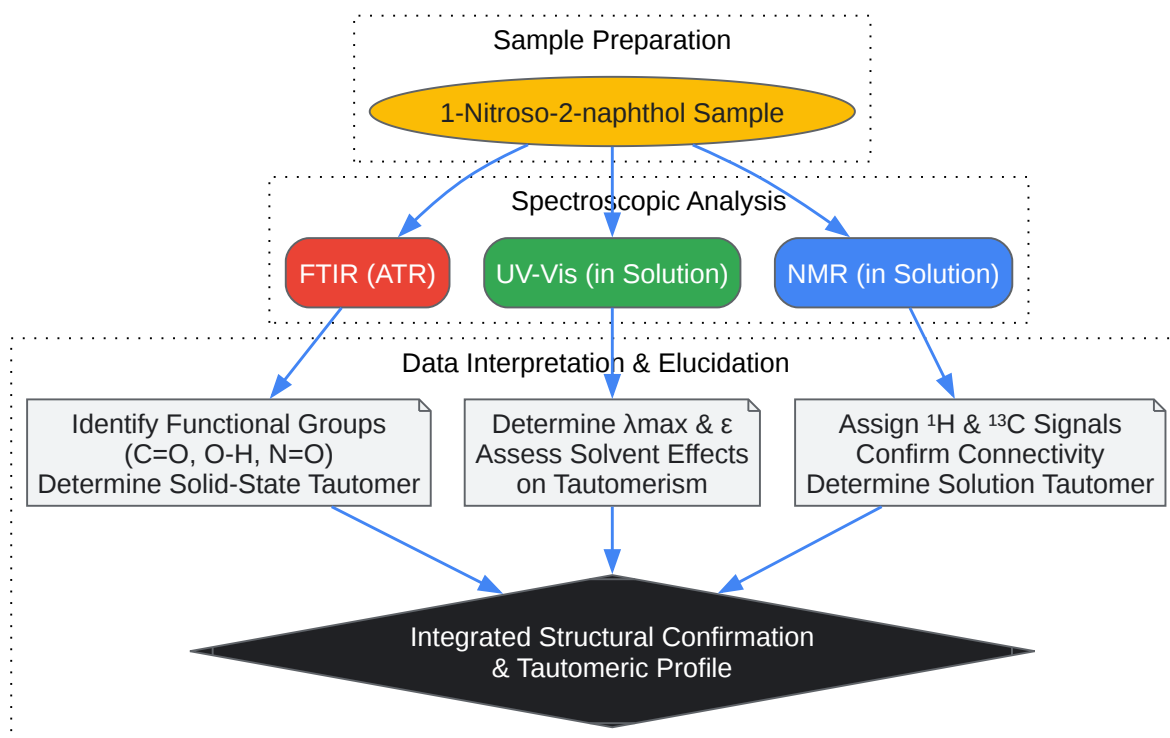 Sample Preparation
1-Nitroso-2-naphthol Sample
Spectroscopic Analysis
FTIR (ATR)
UV-Vis (in Solution)
NMR (in Solution)
Data Interpretation & Elucidation
Identify Functional Groups
(C=O, O-H, N=O)
Determine Solid-State Tautomer
Determine λmax & ε
Assess Solvent Effects
on Tautomerism
Assign ¹H & ¹³C Signals
Confirm Connectivity
Determine Solution Tautomer
Integrated Structural Confirmation
& Tautomeric Profile